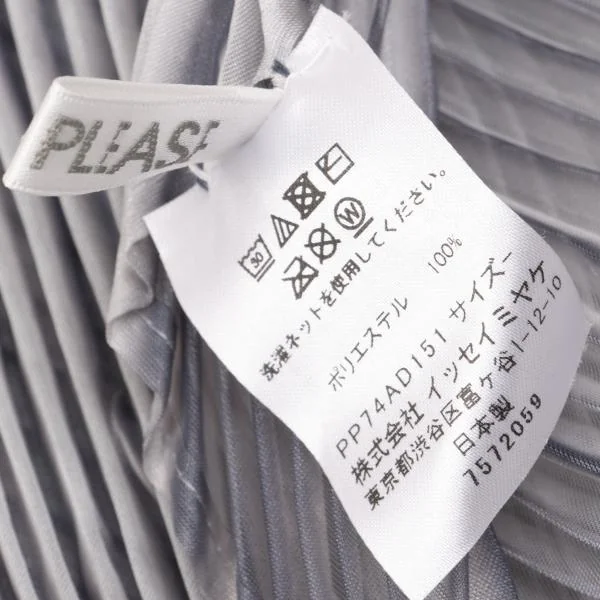 PLEASE
30
W
洗濯ネットを使用してください。
ポリエステル 100%
PP74AD151 サイズー
株式会社 イッセイミヤケ
東京都渋谷区富ケ谷1-12-10
日本製
7572059